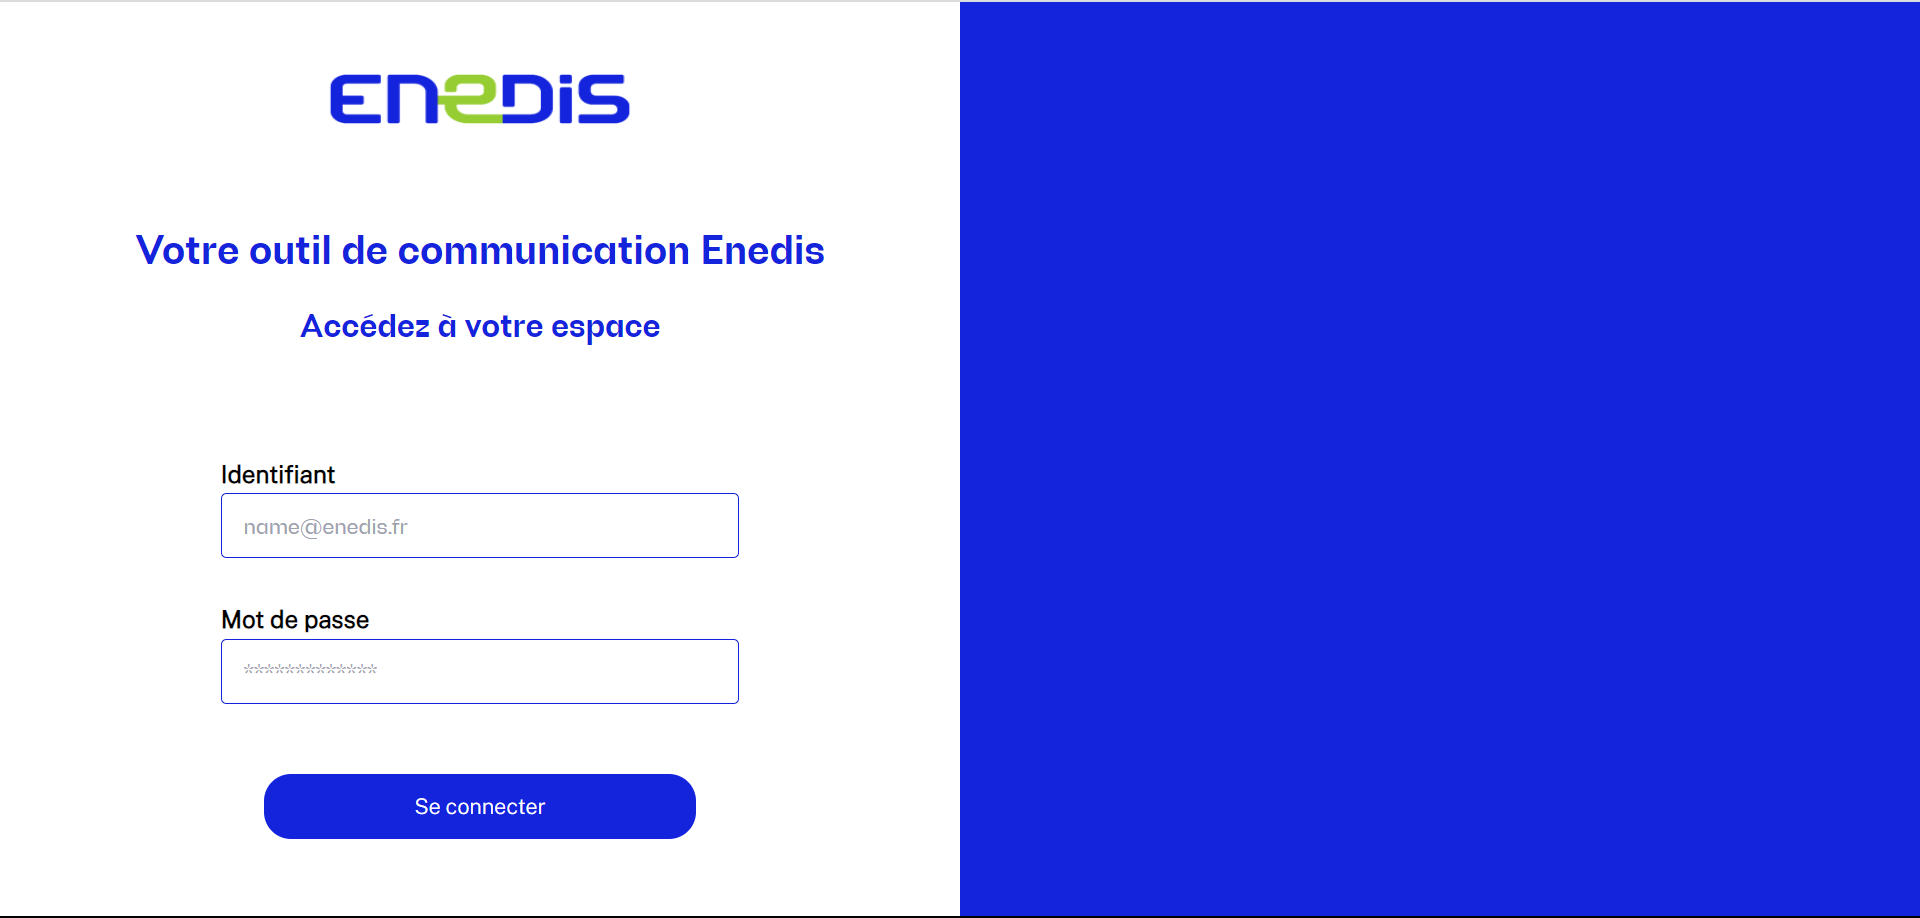 enedis
Votre outil de communication Enedis
Accédez à votre espace
Identifiant
name@enedis.fr
Mot de passe
*************
Se connecter